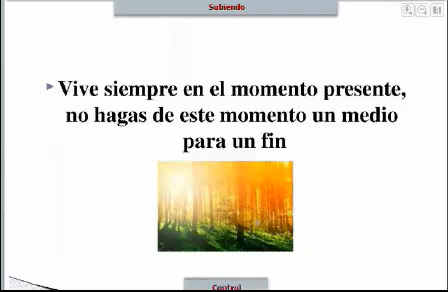 Subiendo
Vive siempre en el momento presente,
no hagas de este momento un medio
para un fin
Control